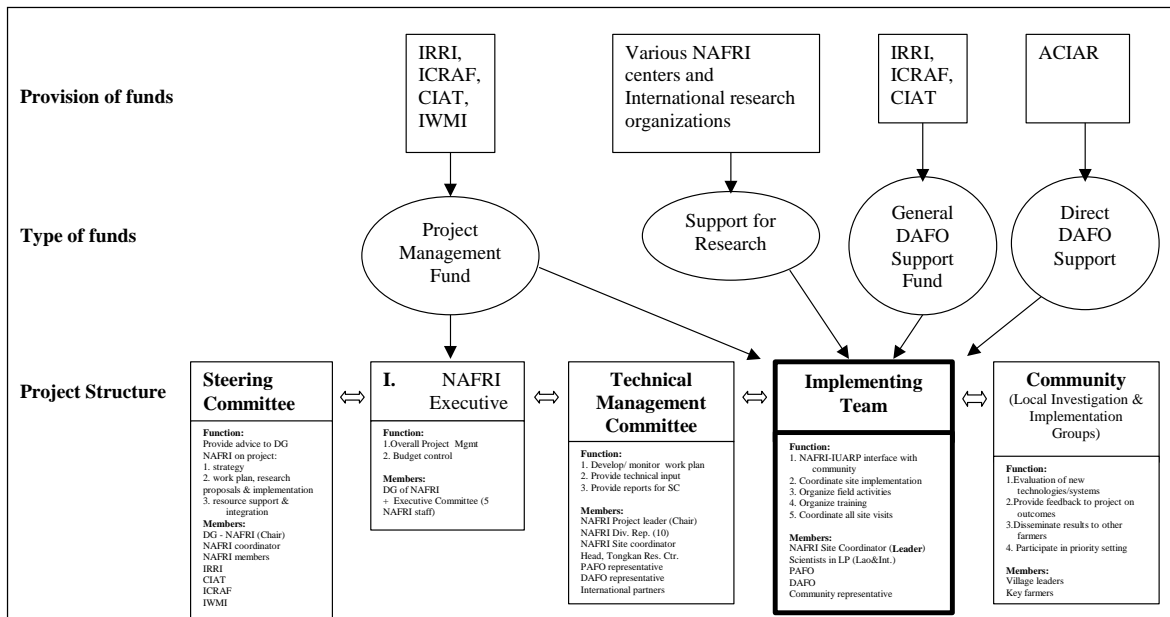 Provision of funds
IRRI,
ICRAF,
CIAT,
IWMI
Various NAFRI
centers and
International research
organizations
IRRI,
ICRAF,
CIAT
ACIAR
Type of funds
Project
Management
Fund
Support for
Research
General
DAFO
Support
Fund
Direct
DAFO
Support
Project Structure
Steering
Committee
Function:
Provide advice to DG
NAFRI on project:
1. strategy
2. work plan, research
proposals & implementation
3. resource support &
integration
Members:
DG - NAFRI (Chair)
NAFRI coordinator
NAFRI members
IRRI
CIAT
ICRAF
IWMI
I. NAFRI
Executive
Function:
1.Overall Project Mgmt
2. Budget control
Members:
DG of NAFRI
+ Executive Committee (5
NAFRI staff)
Technical
Management
Committee
Function:
1. Develop/ monitor work plan
2. Provide technical input
3. Provide reports for SC
Members:
NAFRI Project leader (Chair)
NAFRI Div. Rep. (10)
NAFRI Site coordinator
Head, Tongkan Res. Ctr.
PAFO representative
DAFO representative
International partners
Implementing
Team
Function:
1. NAFRI-IUARP interface with
community
2. Coordinate site implementation
3. Organize field activities
4. Organize training
5. Coordinate all site visits
Members:
NAFRI Site Coordinator (Leader)
Scientists in LP (Lao&Int.)
PAFO
DAFO
Community representative
Community
(Local Investigation &
Implementation
Groups)
Function:
1.Evaluation of new
technologies/systems
2.Provide feedback to project on
outcomes
3.Disseminate results to other
farmers
4. Participate in priority setting
Members:
Village leaders
Key farmers